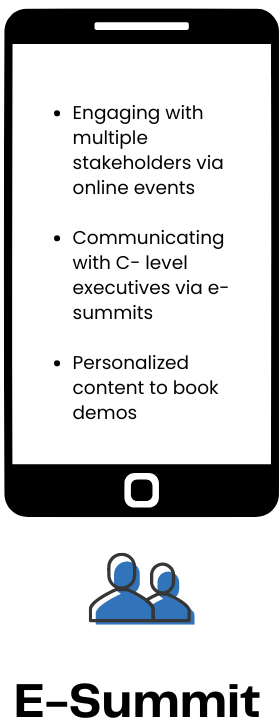 • Engaging with
multiple
stakeholders via
online events
• Communicating
with C- level
executives via e-
summits
• Personalized
content to book
demos
E-Summit